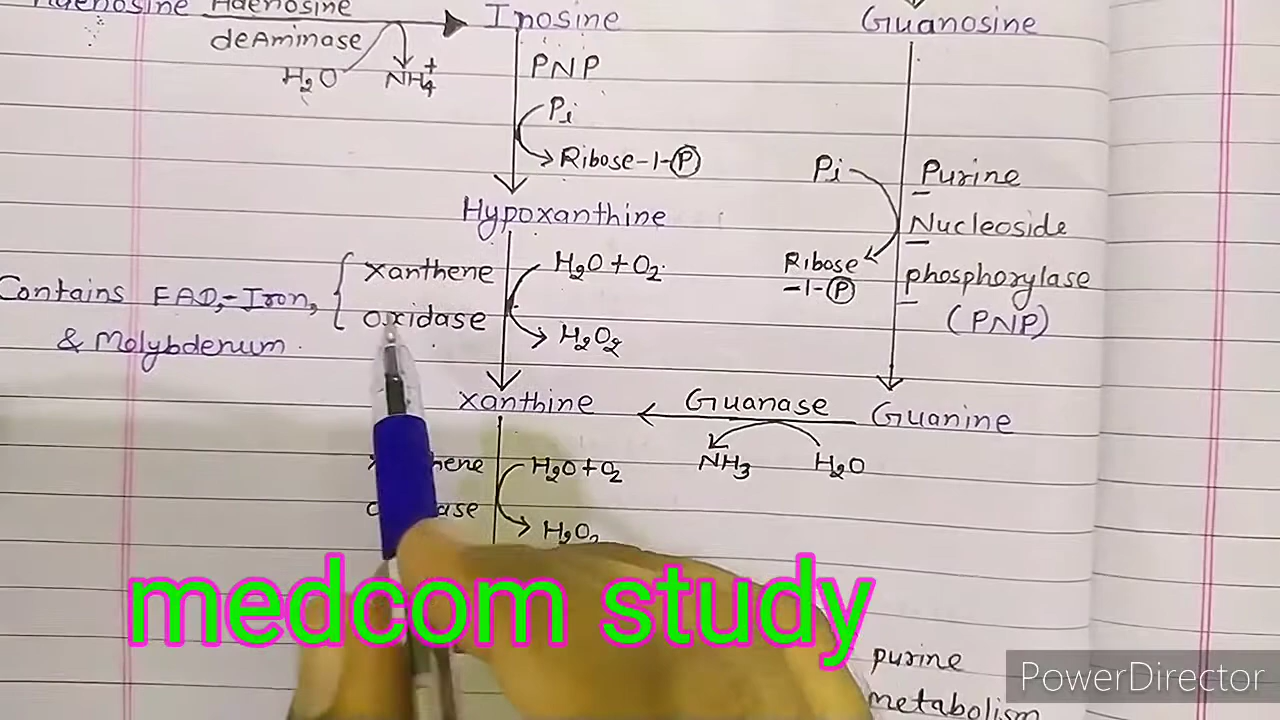 Adenosine Adenosine Inosine
deAminase
H₂O NH₄⁺
PNP
Pi
Ribose-1-Ⓟ
Guanosine
Pi
Purine
Nucleoside
phosphorylase
(PNP)
Ribose
-1-Ⓟ
Hypoxanthine
Contains FAD,-Iron,
& Molybdenum.
xanthene
oxidase
H₂O+O₂.
H₂O₂
xanthine
Guanase
Guanine
NH₃ H₂O
H₂O+O₂
H₂O₂
medcom study
purine
metabolism
PowerDirector